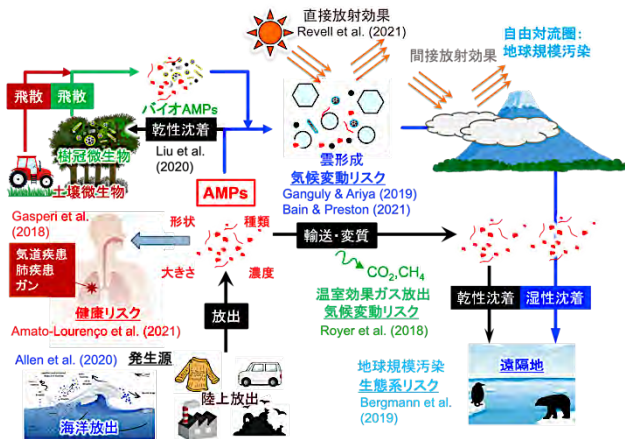 直接放射効果
Revell et al. (2021)
自由対流圏:
地球規模汚染
間接放射効果
飛散
飛散
バイオAMPs
乾性沈着
Liu et al.
(2020)
樹冠微生物
土壌微生物
雲形成
気候変動リスク
Ganguly & Ariya (2019)
Bain & Preston (2021)
AMPs
Gasperi et al.
(2018)
形状
種類
大きさ
濃度
輸送・変質
気道疾患
肺疾患
ガン
CO2,CH4
温室効果ガス放出
気候変動リスク
Royer et al. (2018)
乾性沈着
湿性沈着
健康リスク
Amato-Lourenço et al. (2021)
放出
Allen et al. (2020)
発生源
陸上放出
海洋放出
地球規模汚染
生態系リスク
Bergmann et al.
(2019)
遠隔地